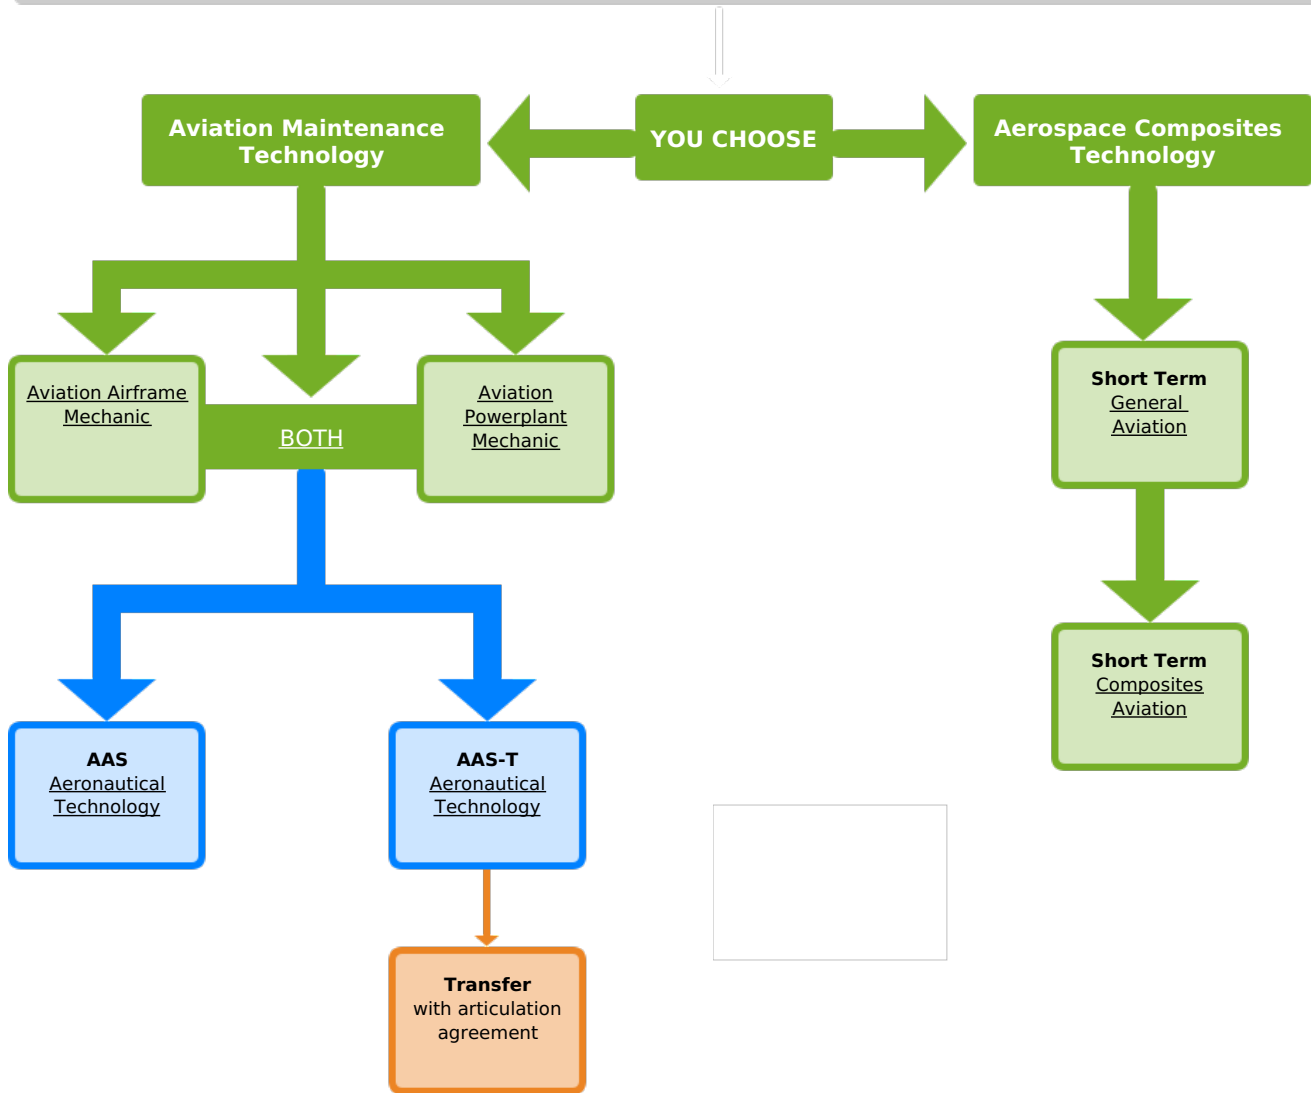 Aviation Maintenance
Technology
YOU CHOOSE
Aerospace Composites
Technology
Aviation Airframe
Mechanic
BOTH
Aviation
Powerplant
Mechanic
Short Term
General
Aviation
Short Term
Composites
Aviation
AAS
Aeronautical
Technology
AAS-T
Aeronautical
Technology
Transfer
with articulation
agreement